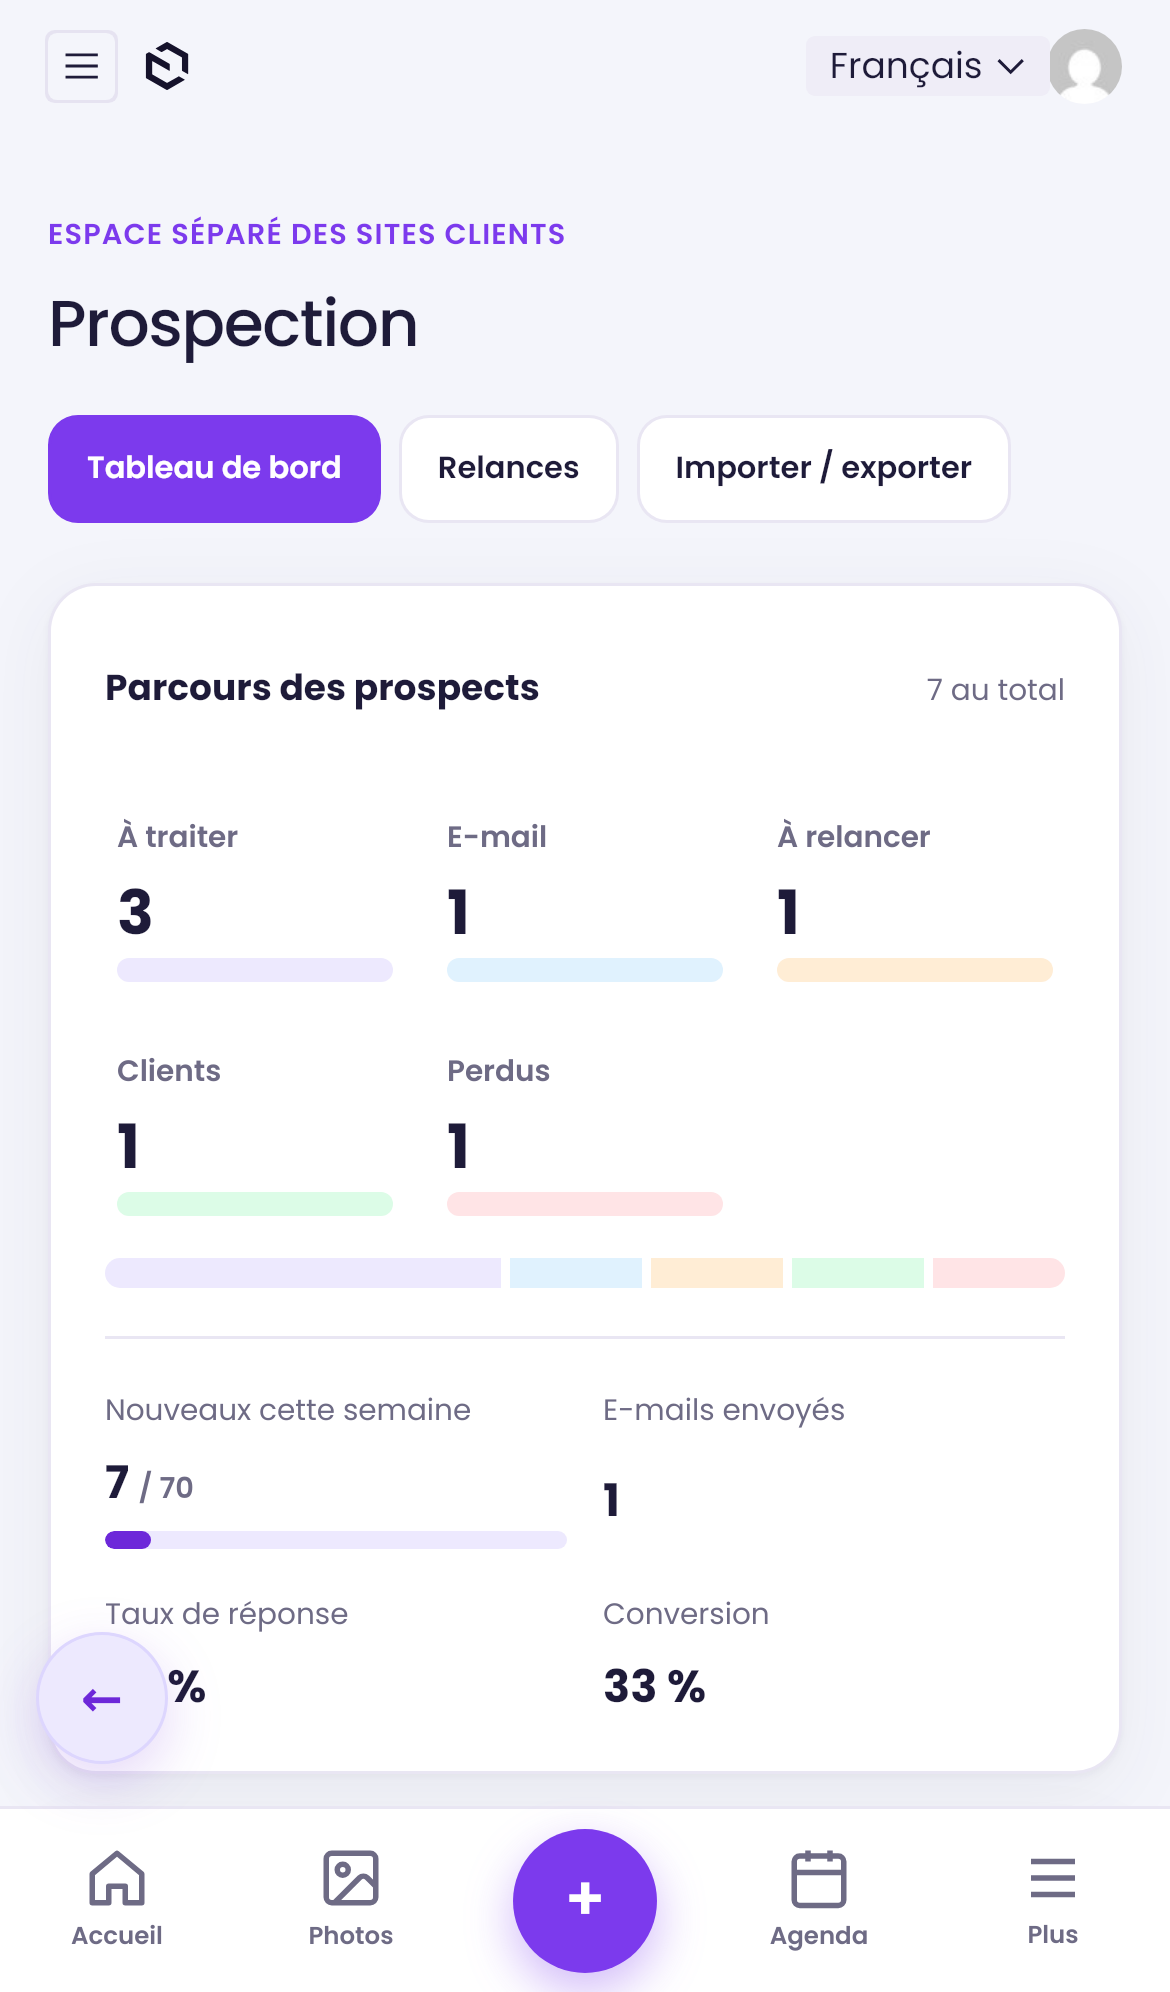 Français
ESPACE SÉPARÉ DES SITES CLIENTS
Prospection
Tableau de bord
Relances
Importer / exporter
Parcours des prospects
7 au total
À traiter
E-mail
À relancer
3
1
1
Clients
Perdus
1
1
Nouveaux cette semaine
E-mails envoyés
7 / 70
1
Taux de réponse
Conversion
%
33 %
Accueil
Photos
Agenda
Plus